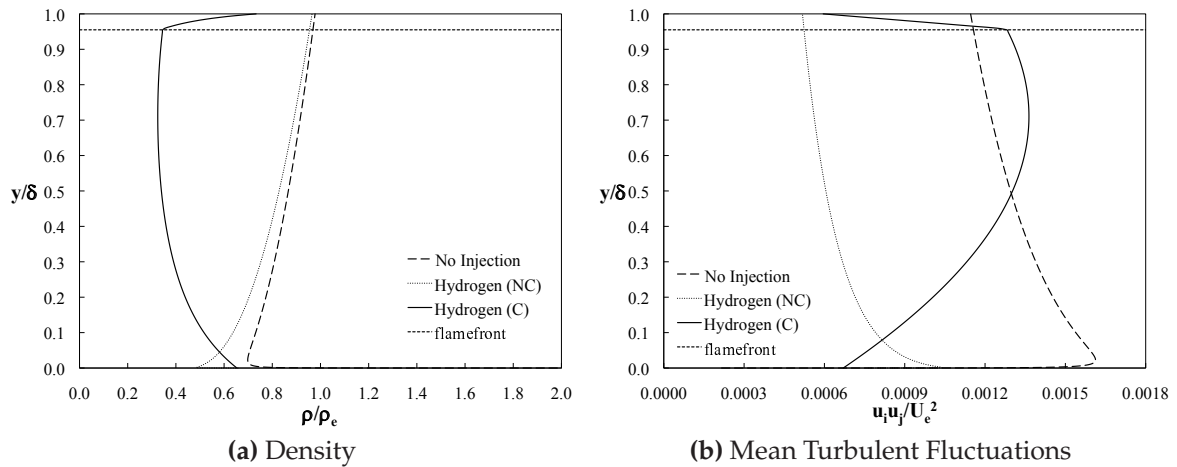 1.0
0.9
0.8
0.7
0.6
y/δ 0.5
0.4
0.3
0.2
0.1
0.0
0.0 0.2 0.4 0.6 0.8 1.0 1.2 1.4 1.6 1.8 2.0
ρ/ρe
No Injection
Hydrogen (NC)
Hydrogen (C)
flamefront
(a) Density
1.0
0.9
0.8
0.7
0.6
y/δ 0.5
0.4
0.3
0.2
0.1
0.0
0.0000 0.0003 0.0006 0.0009 0.0012 0.0015 0.0018
uiuj/Ue2
No Injection
Hydrogen (NC)
Hydrogen (C)
flamefront
(b) Mean Turbulent Fluctuations